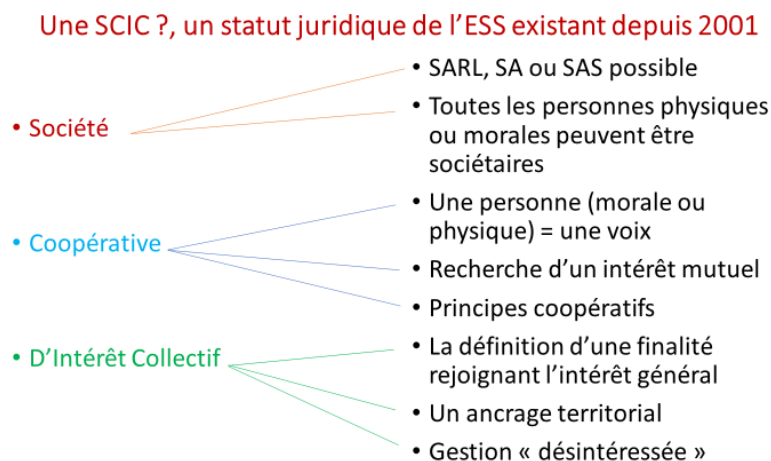 Une SCIC ?, un statut juridique de l'ESS existant depuis 2001
• Société
• SARL, SA ou SAS possible
• Toutes les personnes physiques
ou morales peuvent être
sociétaires
• Coopérative
• Une personne (morale ou
physique) = une voix
• Recherche d'un intérêt mutuel
• Principes coopératifs
• D'Intérêt Collectif
• La définition d'une finalité
rejoignant l'intérêt général
• Un ancrage territorial
• Gestion « désintéressée »